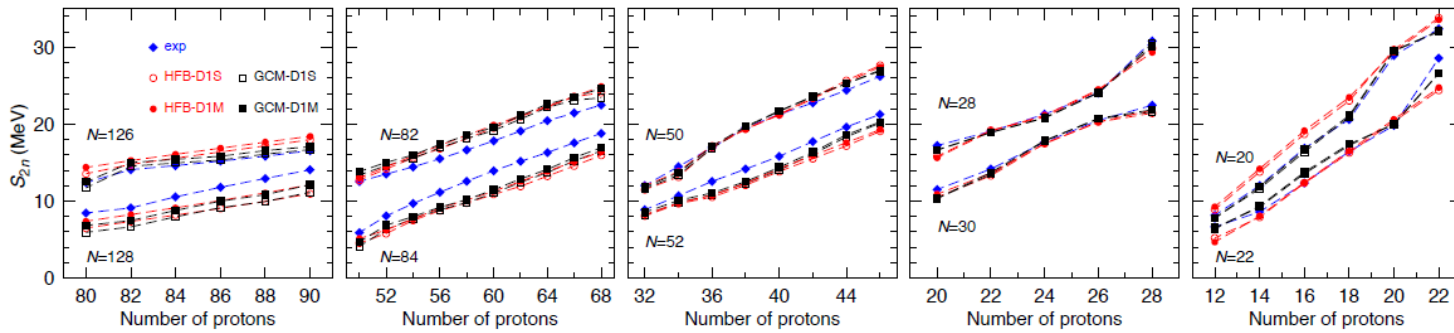 S2n (MeV)
30
20
10
0
exp
HFB-D1S
GCM-D1S
HFB-D1M
GCM-D1M
N=126
N=128
80 82 84 86 88 90
Number of protons
N=82
N=84
52 56 60 64 68
Number of protons
N=50
N=52
32 36 40 44
Number of protons
N=28
N=30
20 22 24 26 28
Number of protons
N=20
N=22
12 14 16 18 20 22
Number of protons